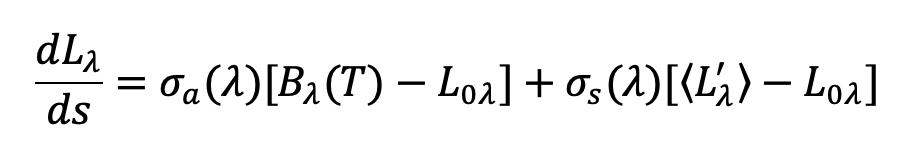 dL_λ/ds = σ_a(λ)[B_λ(T) − L_{0λ}] + σ_s(λ)[⟨L′_λ⟩ − L_{0λ}]